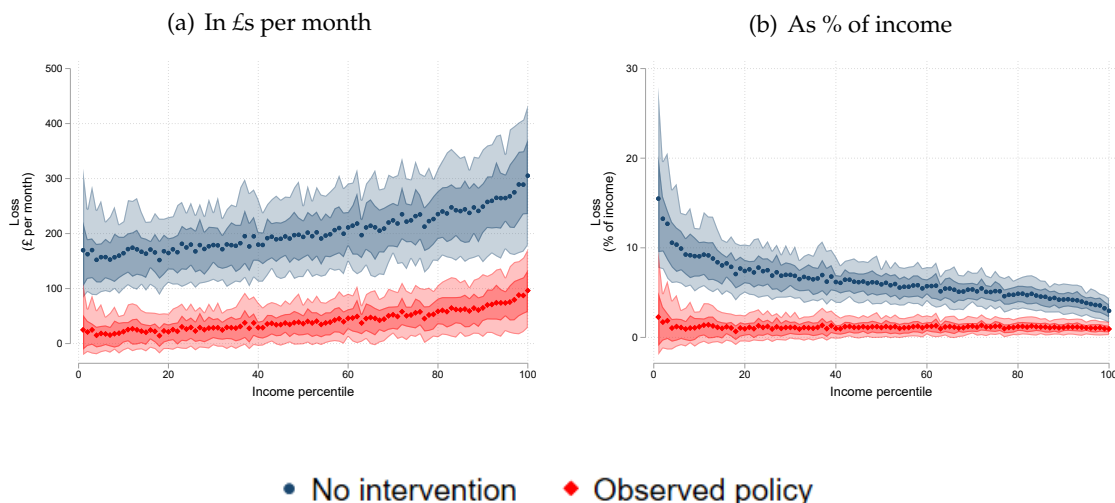 (a) In £s per month
(b) As % of income
500
400
300
200
100
0
Loss
(£ per month)
0 20 40 60 80 100
Income percentile
30
20
10
0
Loss
(% of income)
0 20 40 60 80 100
Income percentile
No intervention Observed policy